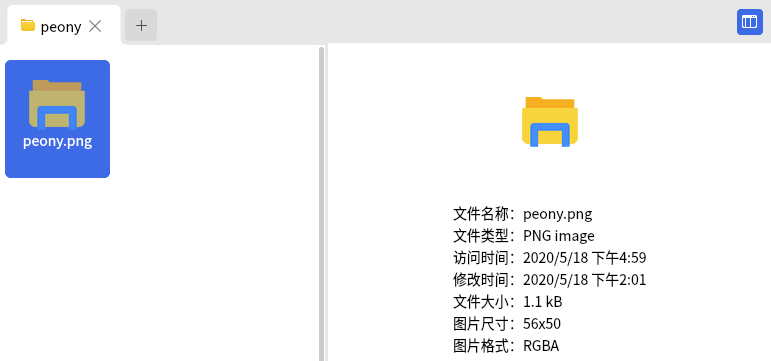 peony
peony.png
文件名称：peony.png
文件类型：PNG image
访问时间：2020/5/18 下午4:59
修改时间：2020/5/18 下午2:01
文件大小：1.1 kB
图片尺寸：56x50
图片格式：RGBA